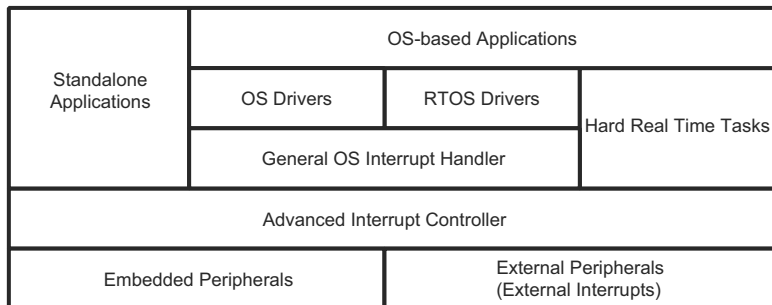 OS-based Applications
Standalone
Applications
OS Drivers
RTOS Drivers
Hard Real Time Tasks
General OS Interrupt Handler
Advanced Interrupt Controller
Embedded Peripherals
External Peripherals
(External Interrupts)